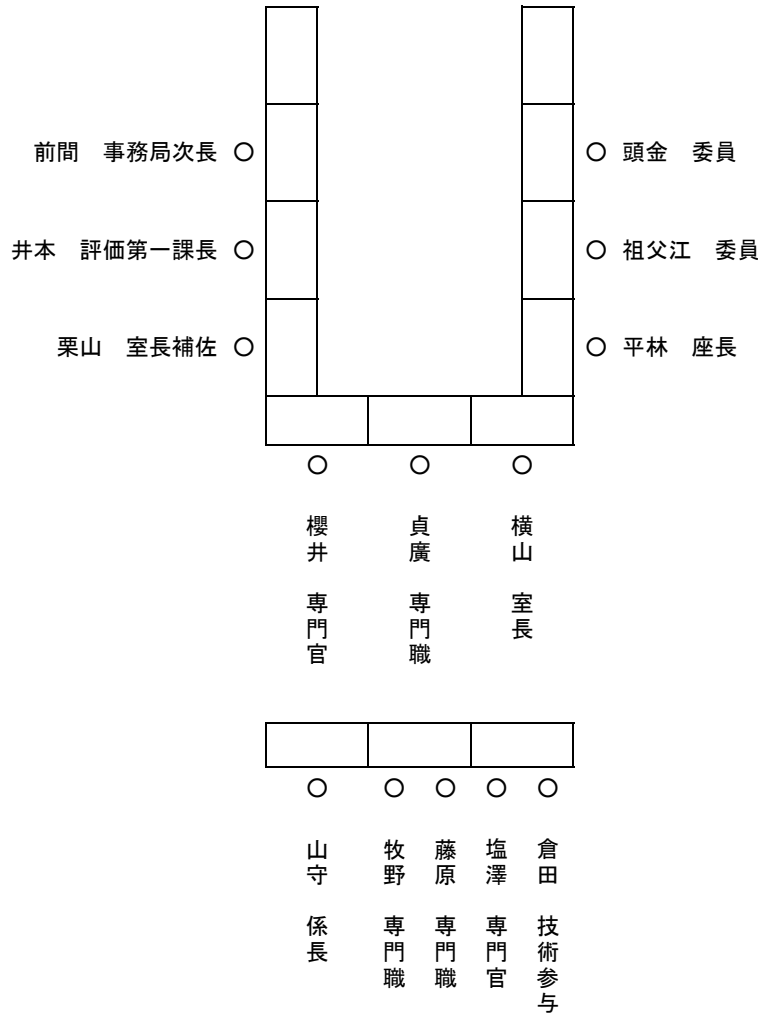 前間　事務局次長 ○
○ 頭金　委員
井本　評価第一課長 ○
○ 祖父江　委員
栗山　室長補佐 ○
○ 平林　座長
○ ○ ○
櫻井　専門官
貞廣　専門職
横山　室長
○ ○ ○ ○ ○
山守　係長
牧野　専門職
藤原　専門職
塩澤　専門官
倉田　技術参与